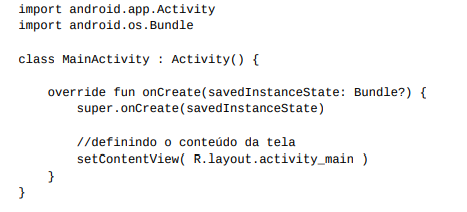 import android.app.Activity
import android.os.Bundle
class MainActivity : Activity() {
override fun onCreate(savedInstanceState: Bundle?) {
super.onCreate(savedInstanceState)
//definindo o conteúdo da tela
setContentView( R.layout.activity_main )
}
}